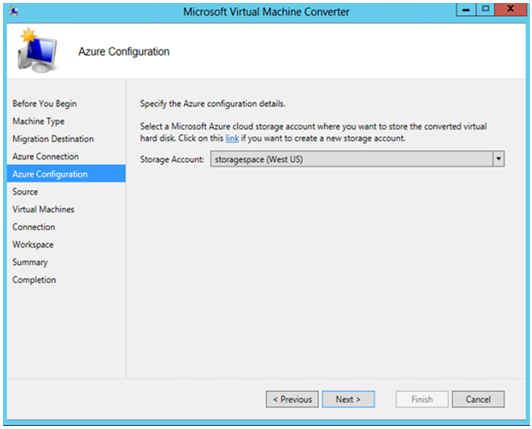 Microsoft Virtual Machine Converter
X
Azure Configuration
Before You Begin
Machine Type
Migration Destination
Azure Connection
Azure Configuration
Source
Virtual Machines
Connection
Workspace
Summary
Completion
Specify the Azure configuration details.
Select a Microsoft Azure cloud storage account where you want to store the converted virtual
hard disk. Click on this link if you want to create a new storage account.
Storage Account: storagespace (West US)
< Previous Next > Finish Cancel